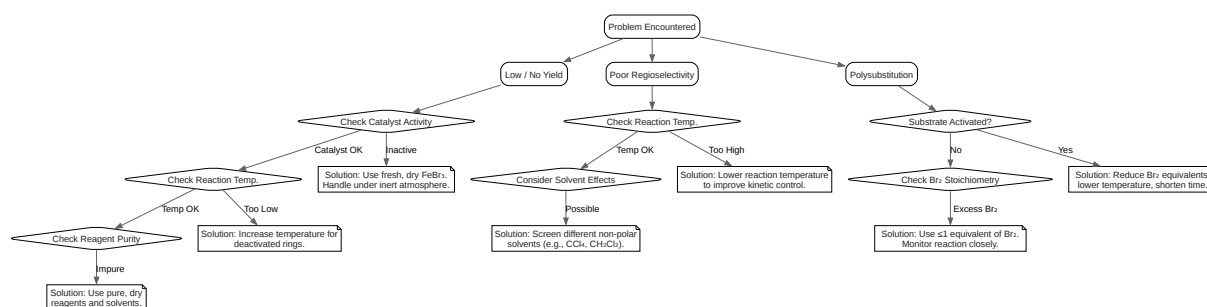 Problem Encountered
Low / No Yield
Poor Regioselectivity
Polysubstitution
Check Catalyst Activity
Check Reaction Temp.
Substrate Activated?
Catalyst OK
Inactive
Temp OK
Too High
No
Yes
Check Reaction Temp.
Solution: Use fresh, dry FeBr₃.
Handle under inert atmosphere.
Consider Solvent Effects
Solution: Lower reaction temperature
to improve kinetic control.
Check Br₂ Stoichiometry
Solution: Reduce Br₂ equivalents,
lower temperature, shorten time.
Temp OK
Too Low
Possible
Excess Br₂
Check Reagent Purity
Solution: Increase temperature for
deactivated rings.
Solution: Screen different non-polar
solvents (e.g., CCl₄, CH₂Cl₂).
Solution: Use ≤1 equivalent of Br₂.
Monitor reaction closely.
Impure
Solution: Use pure, dry
reagents and solvents.